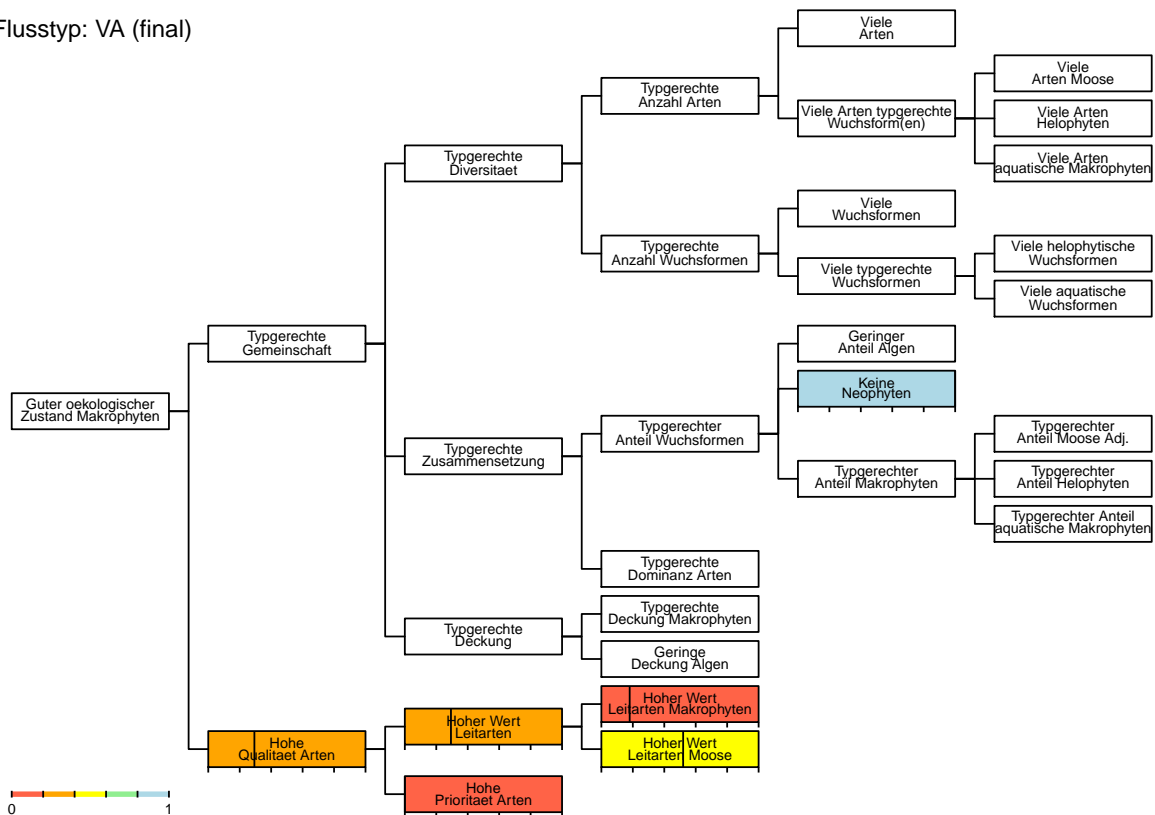 Flusstyp: VA (final)
Viele
Arten
Viele
Arten Moose
Typgerechte
Anzahl Arten
Viele Arten typgerechte
Wuchsform(en)
Viele Arten
Helophyten
Viele Arten
aquatische Makrophyten
Typgerechte
Diversitaet
Viele
Wuchsformen
Typgerechte
Anzahl Wuchsformen
Viele helophytische
Wuchsformen
Viele typgerechte
Wuchsformen
Viele aquatische
Wuchsformen
Typgerechte
Gemeinschaft
Geringer
Anteil Algen
Keine
Neophyten
Guter oekologischer
Zustand Makrophyten
Typgerechter
Anteil Wuchsformen
Typgerechter
Anteil Moose Adj.
Typgerechte
Zusammensetzung
Typgerechter
Anteil Makrophyten
Typgerechter
Anteil Helophyten
Typgerechter Anteil
aquatische Makrophyten
Typgerechte
Dominanz Arten
Typgerechte
Deckung Makrophyten
Typgerechte
Deckung
Geringe
Deckung Algen
Hoher Wert
Leitarten Makrophyten
Hoher Wert
Leitarten
Hohe
Qualitaet Arten
Hoher Wert
Leitarten Moose
Hohe
Prioritaet Arten
0
1